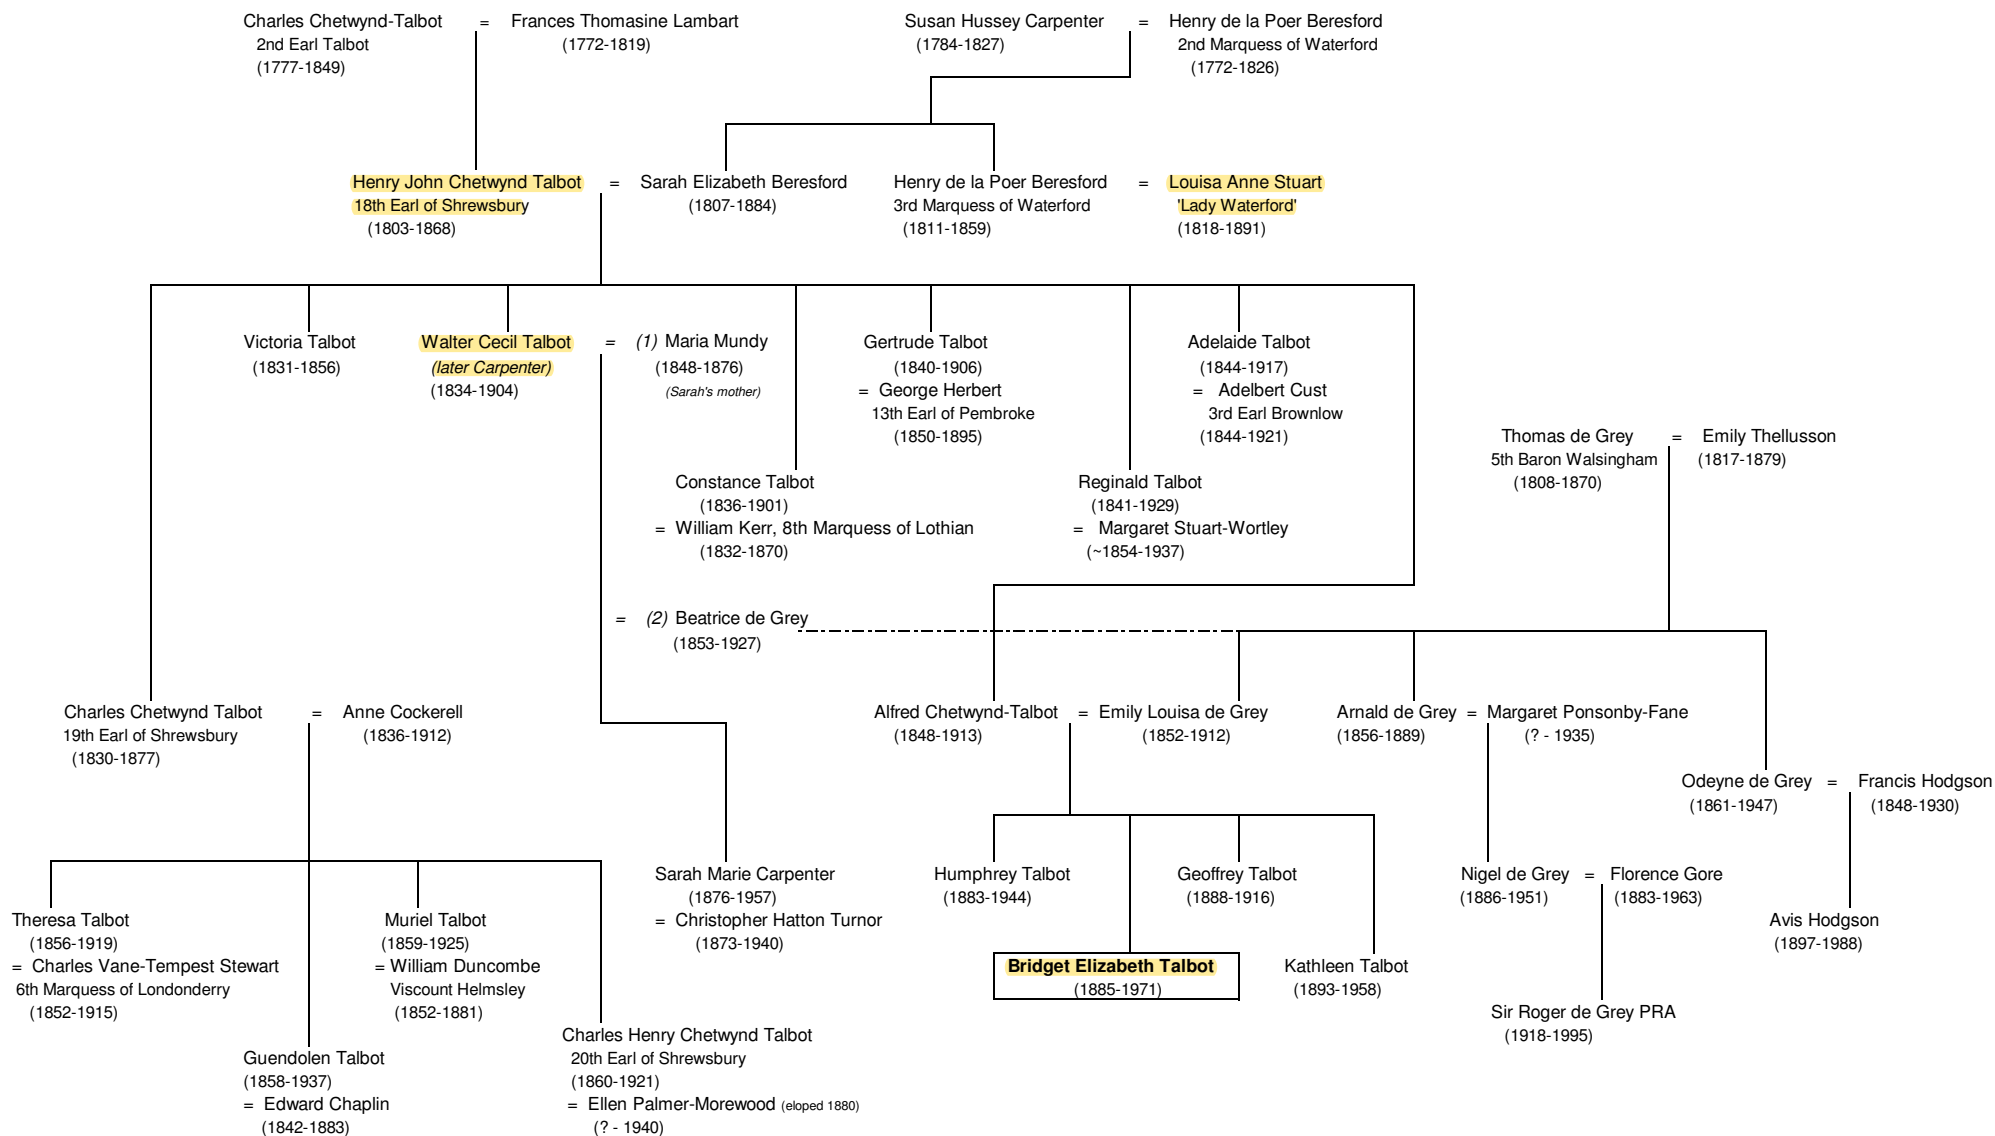 Charles Chetwynd-Talbot = Frances Thomasine Lambart
2nd Earl Talbot (1772-1819)
(1777-1849)
Susan Hussey Carpenter = Henry de la Poer Beresford
(1784-1827) 2nd Marquess of Waterford
(1772-1826)
Henry John Chetwynd Talbot = Sarah Elizabeth Beresford
18th Earl of Shrewsbury (1807-1884)
(1803-1868)
Henry de la Poer Beresford = Louisa Anne Stuart
3rd Marquess of Waterford 'Lady Waterford'
(1811-1859) (1818-1891)
Victoria Talbot
(1831-1856)
Walter Cecil Talbot = (1) Maria Mundy
(later Carpenter) (1848-1876)
(1834-1904) (Sarah's mother)
Gertrude Talbot
(1840-1906)
= George Herbert
13th Earl of Pembroke
(1850-1895)
Adelaide Talbot
(1844-1917)
= Adelbert Cust
3rd Earl Brownlow
(1844-1921)
Thomas de Grey = Emily Thellusson
5th Baron Walsingham (1817-1879)
(1808-1870)
Constance Talbot
(1836-1901)
= William Kerr, 8th Marquess of Lothian
(1832-1870)
Reginald Talbot
(1841-1929)
= Margaret Stuart-Wortley
(~1854-1937)
= (2) Beatrice de Grey
(1853-1927)
Charles Chetwynd Talbot = Anne Cockerell
19th Earl of Shrewsbury (1836-1912)
(1830-1877)
Alfred Chetwynd-Talbot = Emily Louisa de Grey
(1848-1913) (1852-1912)
Arnald de Grey = Margaret Ponsonby-Fane
(1856-1889) (? - 1935)
Odeyne de Grey = Francis Hodgson
(1861-1947) (1848-1930)
Sarah Marie Carpenter
(1876-1957)
= Christopher Hatton Turnor
(1873-1940)
Humphrey Talbot
(1883-1944)
Geoffrey Talbot
(1888-1916)
Nigel de Grey = Florence Gore
(1886-1951) (1883-1963)
Avis Hodgson
(1897-1988)
Theresa Talbot
(1856-1919)
= Charles Vane-Tempest Stewart
6th Marquess of Londonderry
(1852-1915)
Muriel Talbot
(1859-1925)
= William Duncombe
Viscount Helmsley
(1852-1881)
Bridget Elizabeth Talbot
(1885-1971)
Kathleen Talbot
(1893-1958)
Sir Roger de Grey PRA
(1918-1995)
Guendolen Talbot
(1858-1937)
= Edward Chaplin
(1842-1883)
Charles Henry Chetwynd Talbot
20th Earl of Shrewsbury
(1860-1921)
= Ellen Palmer-Morewood (eloped 1880)
(? - 1940)